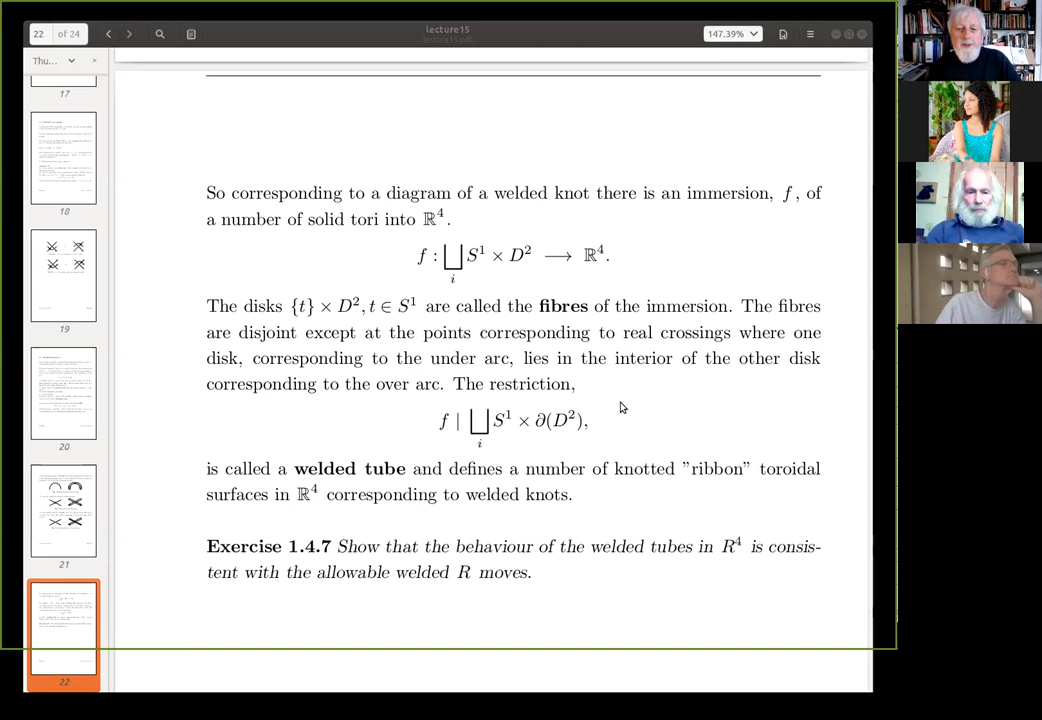 22 of 24
lecture15
lecture15.pdf
147.39%
Thu...
17
18
19
20
21
22
So corresponding to a diagram of a welded knot there is an immersion, f, of
a number of solid tori into ℝ⁴.
f : ⨆ S¹ × D² ⟶ ℝ⁴.
i
The disks {t} × D², t ∈ S¹ are called the fibres of the immersion. The fibres
are disjoint except at the points corresponding to real crossings where one
disk, corresponding to the under arc, lies in the interior of the other disk
corresponding to the over arc. The restriction,
f | ⨆ S¹ × ∂(D²),
i
is called a welded tube and defines a number of knotted ”ribbon” toroidal
surfaces in ℝ⁴ corresponding to welded knots.
Exercise 1.4.7 Show that the behaviour of the welded tubes in R⁴ is consis-
tent with the allowable welded R moves.